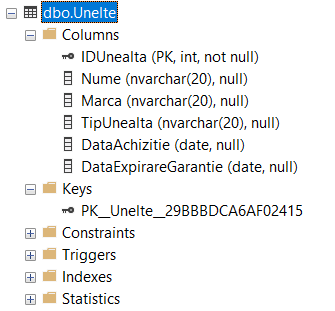 dbo.Unelte
Columns
IDUnealta (PK, int, not null)
Nume (nvarchar(20), null)
Marca (nvarchar(20), null)
TipUnealta (nvarchar(20), null)
DataAchizitie (date, null)
DataExpirareGarantie (date, null)
Keys
PK__Unelte__29BBBDCA6AF02415
Constraints
Triggers
Indexes
Statistics